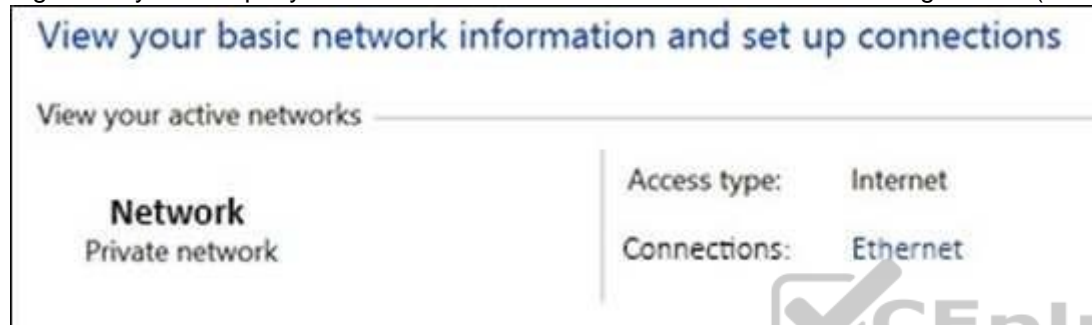 View your basic network information and set up connections
View your active networks
Network
Private network
Access type: Internet
Connections: Ethernet